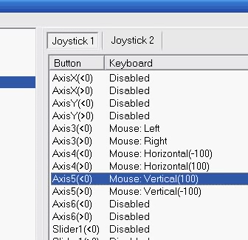 Joystick 1 Joystick 2
Button Keyboard
AxisX(<0) Disabled
AxisX(>0) Disabled
AxisY(<0) Disabled
AxisY(>0) Disabled
Axis3(<0) Mouse: Left
Axis3(>0) Mouse: Right
Axis4(<0) Mouse: Horizontal(-100)
Axis4(>0) Mouse: Horizontal(100)
Axis5(<0) Mouse: Vertical(100)
Axis5(>0) Mouse: Vertical(-100)
Axis6(<0) Disabled
Axis6(>0) Disabled
Slider1(<0) Disabled